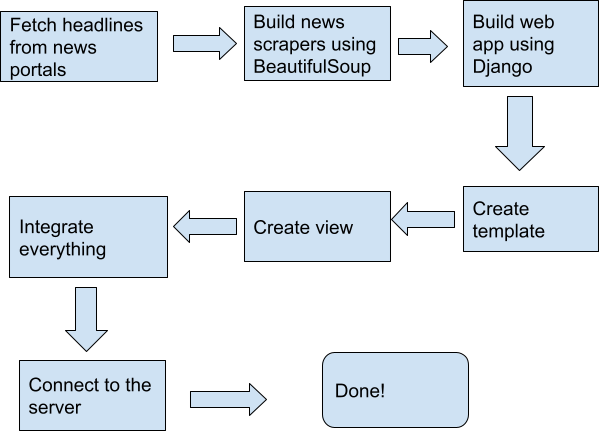 Fetch headlines
from news
portals
Build news
scrapers using
BeautifulSoup
Build web
app using
Django
Create
template
Create view
Integrate
everything
Connect to the
server
Done!